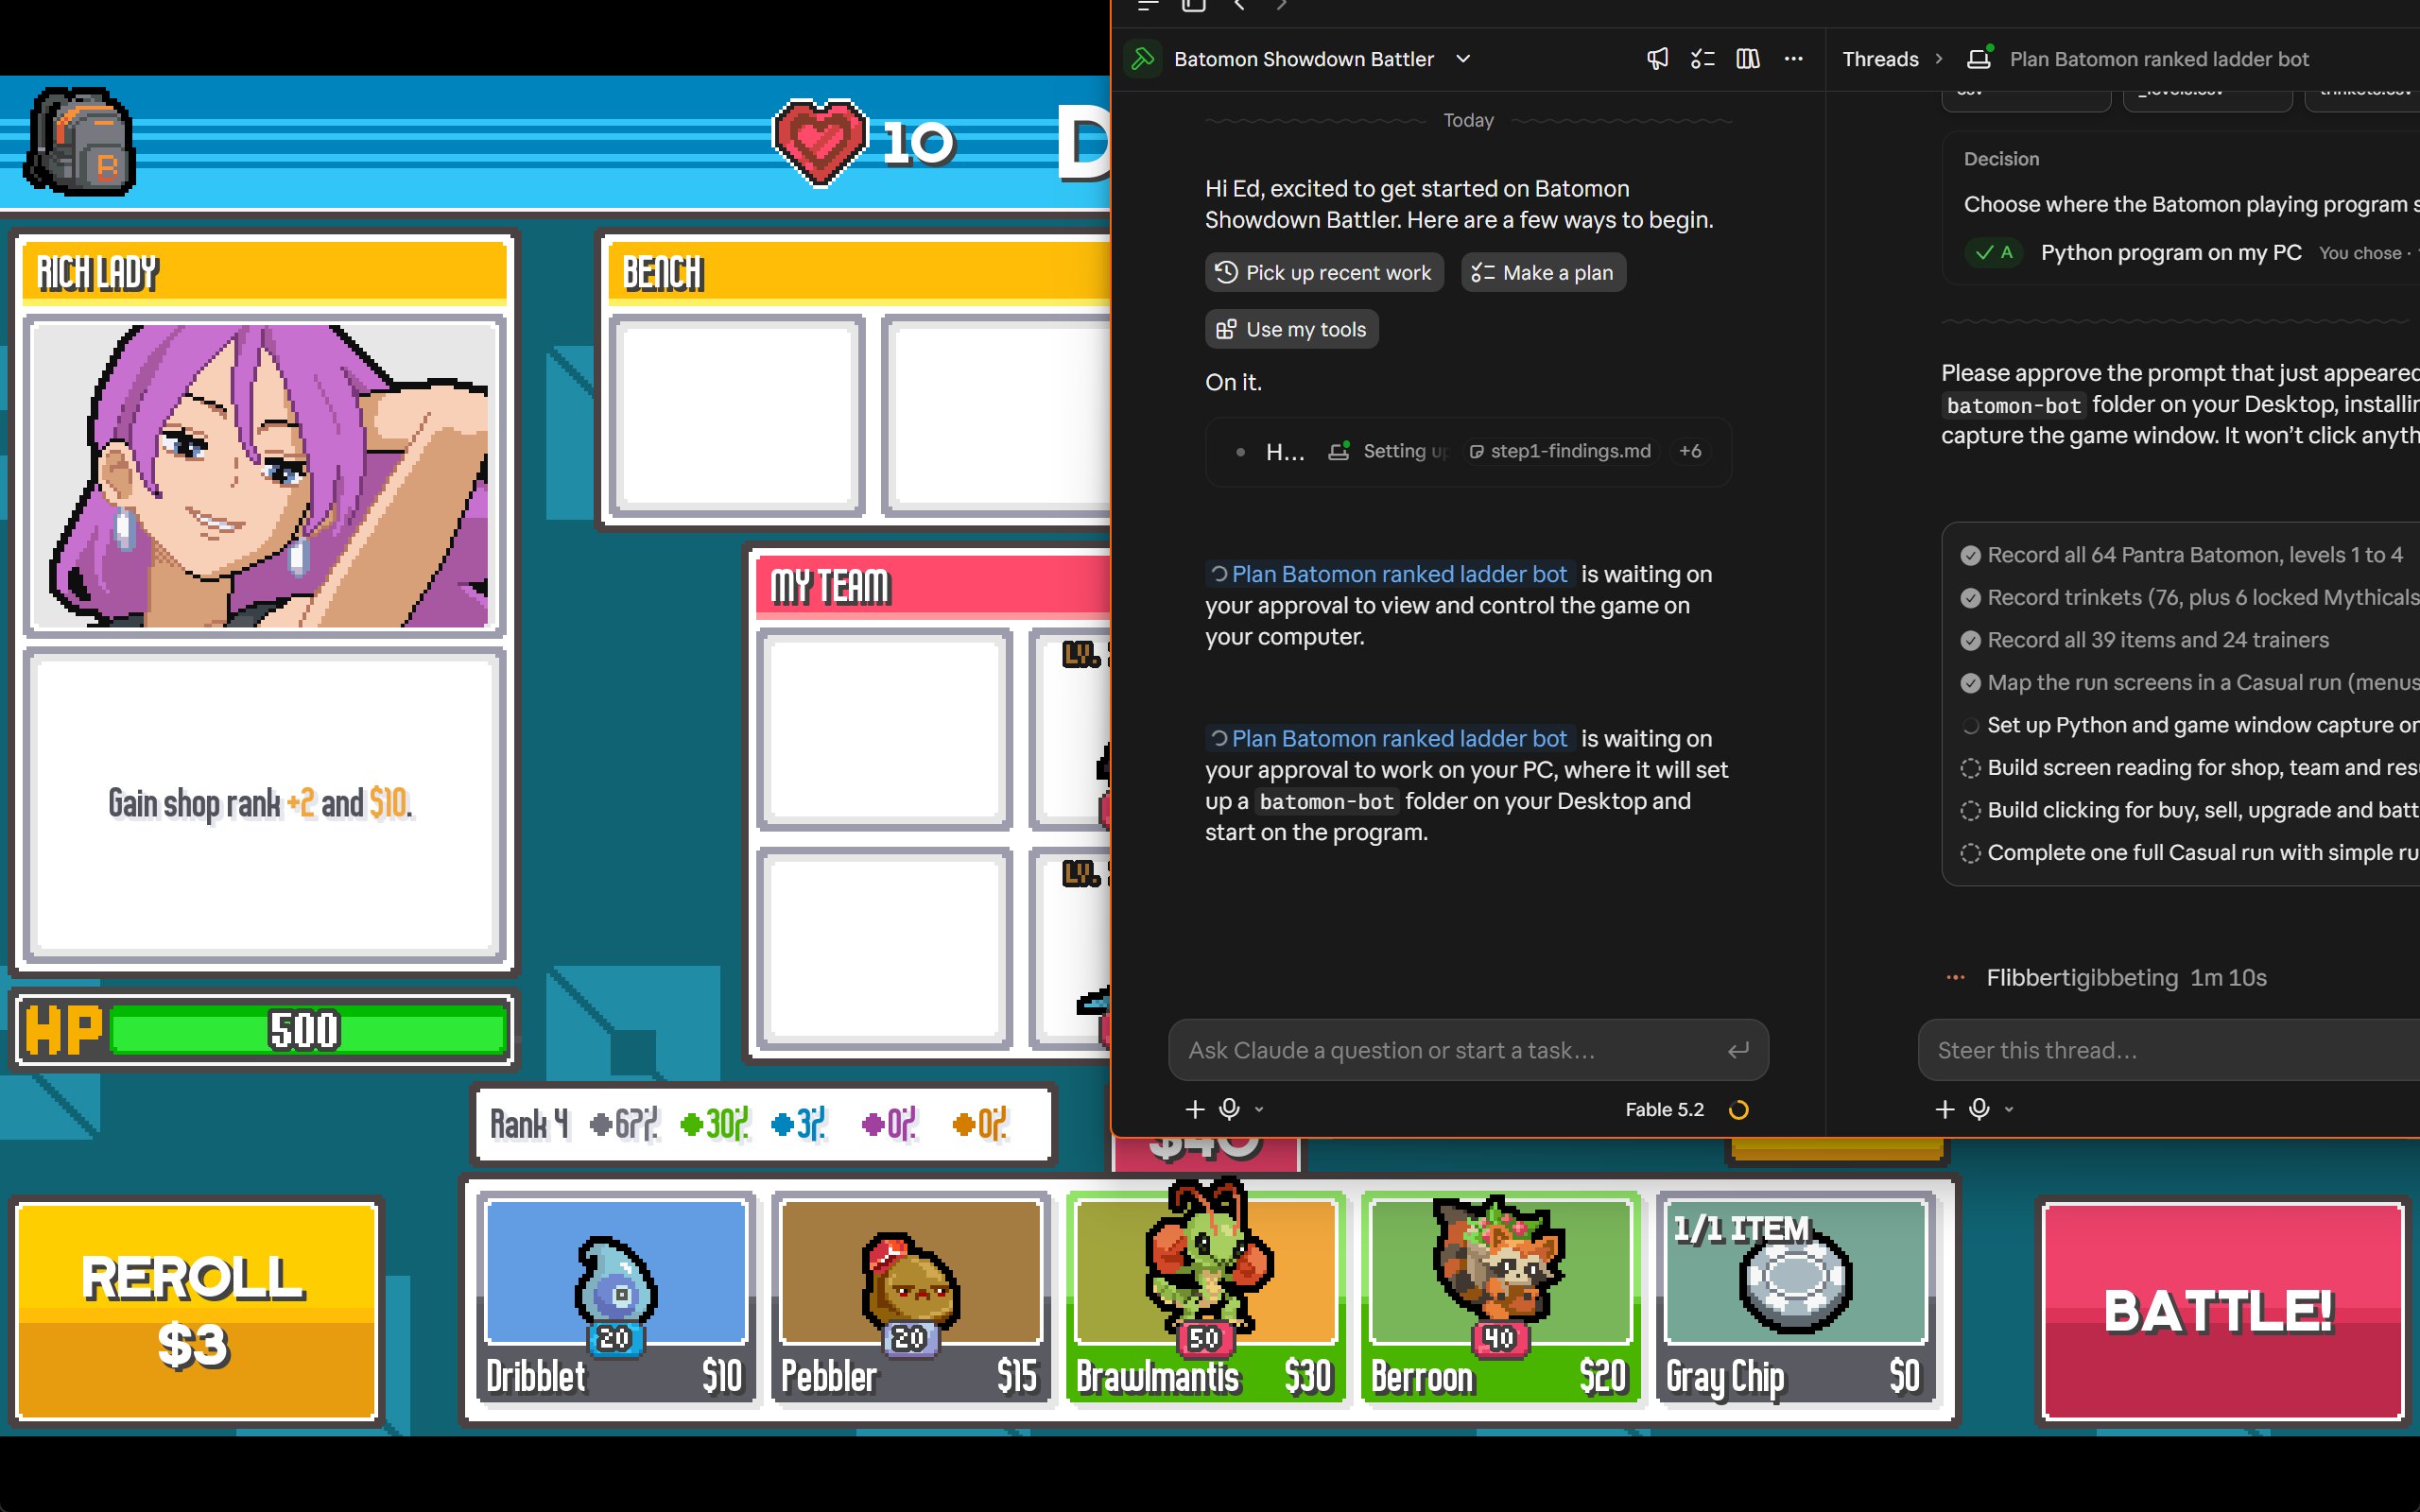 10
D
RICH LADY
Gain shop rank +2 and $10.
HP
500
BENCH
MY TEAM
LV.
LV.
Rank 4 67% 30% 3% 0% 0%
$40
REROLL
$3
20
Dribblet $10
20
Pebbler $15
50
Brawlmantis $30
40
Berroon $20
1/1 ITEM
Gray Chip $0
BATTLE!
Batomon Showdown Battler
Today
Hi Ed, excited to get started on Batomon
Showdown Battler. Here are a few ways to begin.
Pick up recent work
Make a plan
Use my tools
On it.
H... Setting up step1-findings.md +6
Plan Batomon ranked ladder bot is waiting on
your approval to view and control the game on
your computer.
Plan Batomon ranked ladder bot is waiting on
your approval to work on your PC, where it will set
up a batomon-bot folder on your Desktop and
start on the program.
Ask Claude a question or start a task...
Fable 5.2
Threads > Plan Batomon ranked ladder bot
Decision
Choose where the Batomon playing program s
A Python program on my PC You chose ·
Please approve the prompt that just appeared
batomon-bot folder on your Desktop, installin
capture the game window. It won't click anyth
Record all 64 Pantra Batomon, levels 1 to 4
Record trinkets (76, plus 6 locked Mythicals
Record all 39 items and 24 trainers
Map the run screens in a Casual run (menus
Set up Python and game window capture on
Build screen reading for shop, team and resu
Build clicking for buy, sell, upgrade and batt
Complete one full Casual run with simple ru
... Flibbertigibbeting 1m 10s
Steer this thread...